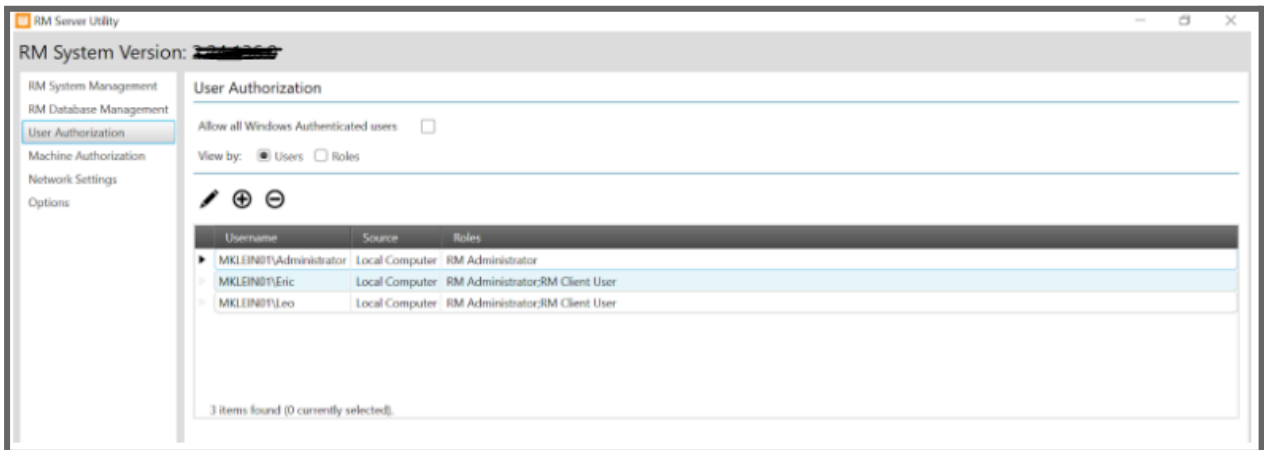 RM Server Utility
RM System Version:
RM System Management
RM Database Management
User Authorization
Machine Authorization
Network Settings
Options
User Authorization
Allow all Windows Authenticated users
View by: Users Roles
Username Source Roles
MKLEIN01\Administrator Local Computer RM Administrator
MKLEIN01\Eric Local Computer RM Administrator;RM Client User
MKLEIN01\Leo Local Computer RM Administrator;RM Client User
3 items found (0 currently selected).